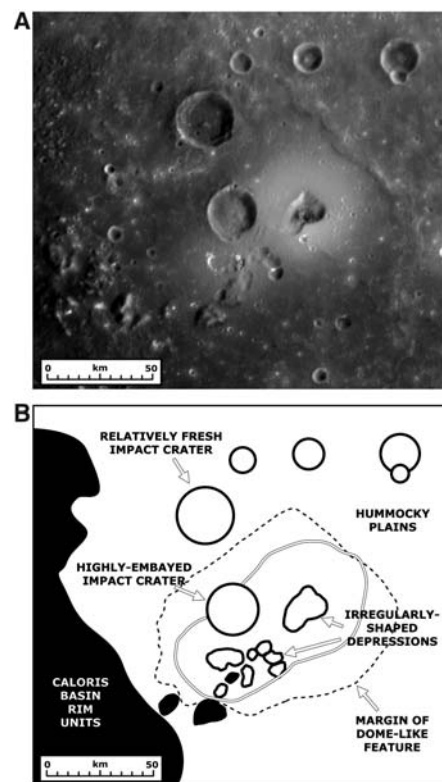 A
km
0 50
B
RELATIVELY FRESH
IMPACT CRATER
HUMMOCKY
PLAINS
HIGHLY-EMBAYED
IMPACT CRATER
IRREGULARLY-
SHAPED
DEPRESSIONS
CALORIS
BASIN
RIM
UNITS
MARGIN OF
DOME-LIKE
FEATURE
km
0 50